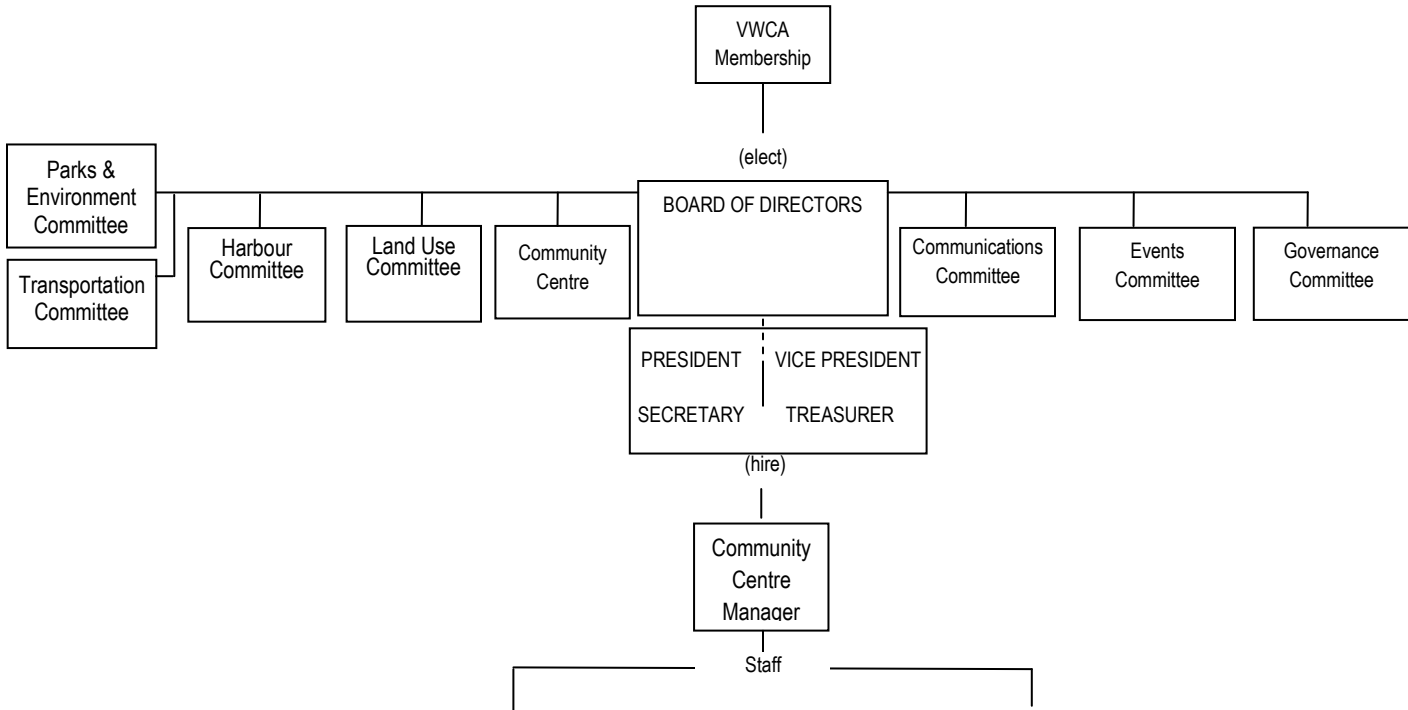 VWCA
Membership
(elect)
Parks &
Environment
Committee
Transportation
Committee
Harbour
Committee
Land Use
Committee
Community
Centre
BOARD OF DIRECTORS
Communications
Committee
Events
Committee
Governance
Committee
PRESIDENT VICE PRESIDENT
SECRETARY TREASURER
(hire)
Community
Centre
Manager
Staff